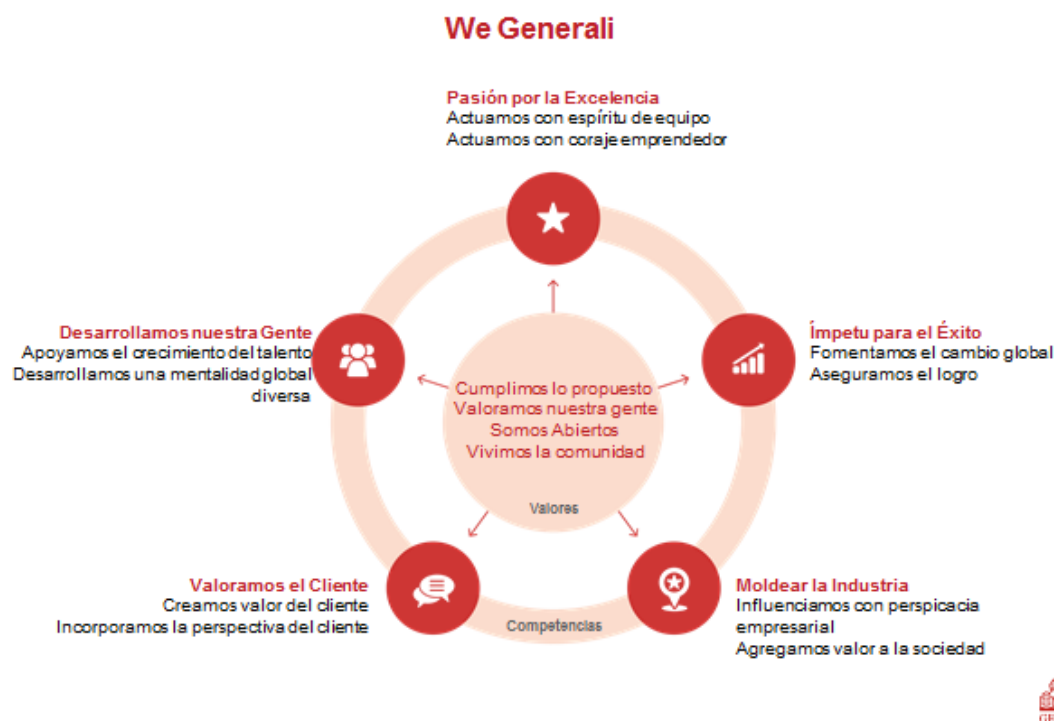 We Generali
Pasión por la Excelencia
Actuamos con espíritu de equipo
Actuamos con coraje emprendedor
Desarrollamos nuestra Gente
Apoyamos el crecimiento del talento
Desarrollamos una mentalidad global
diversa
Ímpetu para el Éxito
Fomentamos el cambio global
Aseguramos el logro
Cumplimos lo propuesto
Valoramos nuestra gente
Somos Abiertos
Vivimos la comunidad
Valores
Valoramos el Cliente
Creamos valor del cliente
Incorporamos la perspectiva del cliente
Competencias
Moldear la Industria
Influenciamos con perspicacia
empresarial
Agregamos valor a la sociedad